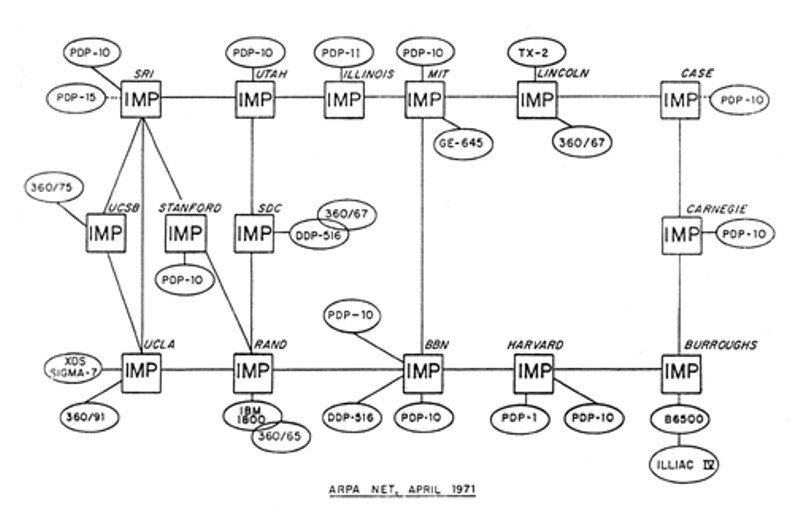 PDP-10
PDP-10
PDP-11
PDP-10
TX-2
SRI
UTAH
ILLINOIS
MIT
LINCOLN
CASE
PDP-15
IMP
IMP
IMP
IMP
IMP
IMP
PDP-10
GE-645
360/67
360/75
UCSB
STANFORD
SDC
360/67
CARNEGIE
IMP
IMP
IMP
DDP-516
IMP
PDP-10
PDP-10
PDP-10
UCLA
RAND
BBN
HARVARD
BURROUGHS
XDS
SIGMA-7
IMP
IMP
IMP
IMP
IMP
360/91
IBM
1800
360/65
DDP-516
PDP-10
PDP-1
PDP-10
B6500
ILLIAC IV
ARPA NET, APRIL 1971